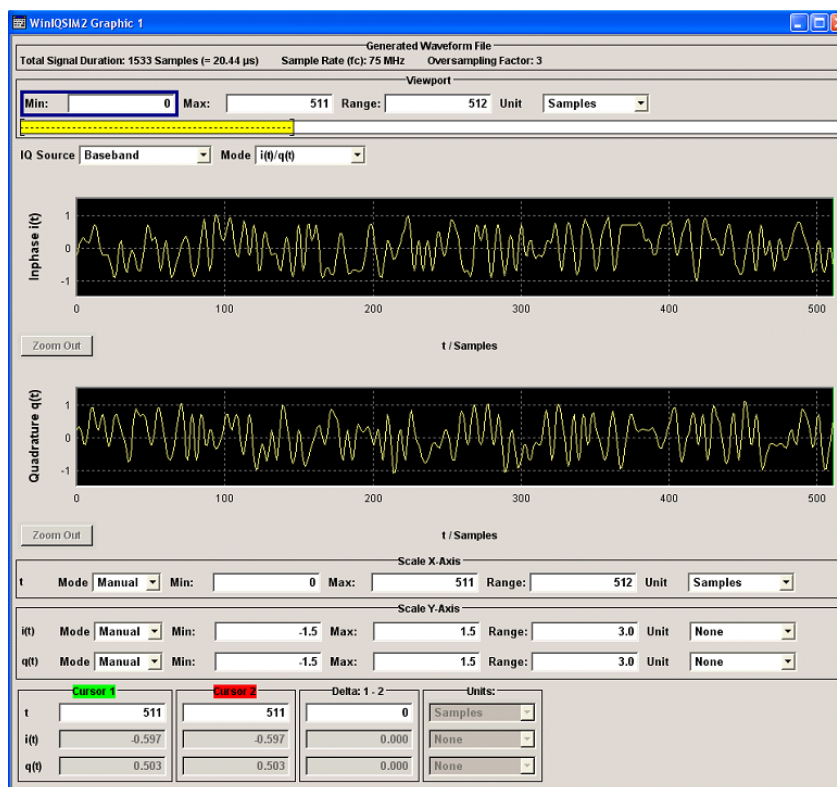 WinIQSIM2 Graphic 1
Generated Waveform File
Total Signal Duration: 1533 Samples (= 20.44 µs) Sample Rate (fc): 75 MHz Oversampling Factor: 3
Viewport
Min: 0 Max: 511 Range: 512 Unit Samples
IQ Source Baseband Mode i(t)/q(t)
Inphase i(t)
1
0
-1
0 100 200 300 400 500
Zoom Out t / Samples
Quadrature q(t)
1
0
-1
0 100 200 300 400 500
Zoom Out t / Samples
Scale X-Axis
t Mode Manual Min: 0 Max: 511 Range: 512 Unit Samples
Scale Y-Axis
i(t) Mode Manual Min: -1.5 Max: 1.5 Range: 3.0 Unit None
q(t) Mode Manual Min: -1.5 Max: 1.5 Range: 3.0 Unit None
Cursor 1 Cursor 2 Delta: 1 - 2 Units:
t 511 511 0 Samples
i(t) -0.597 -0.597 0.000 None
q(t) 0.503 0.503 0.000 None